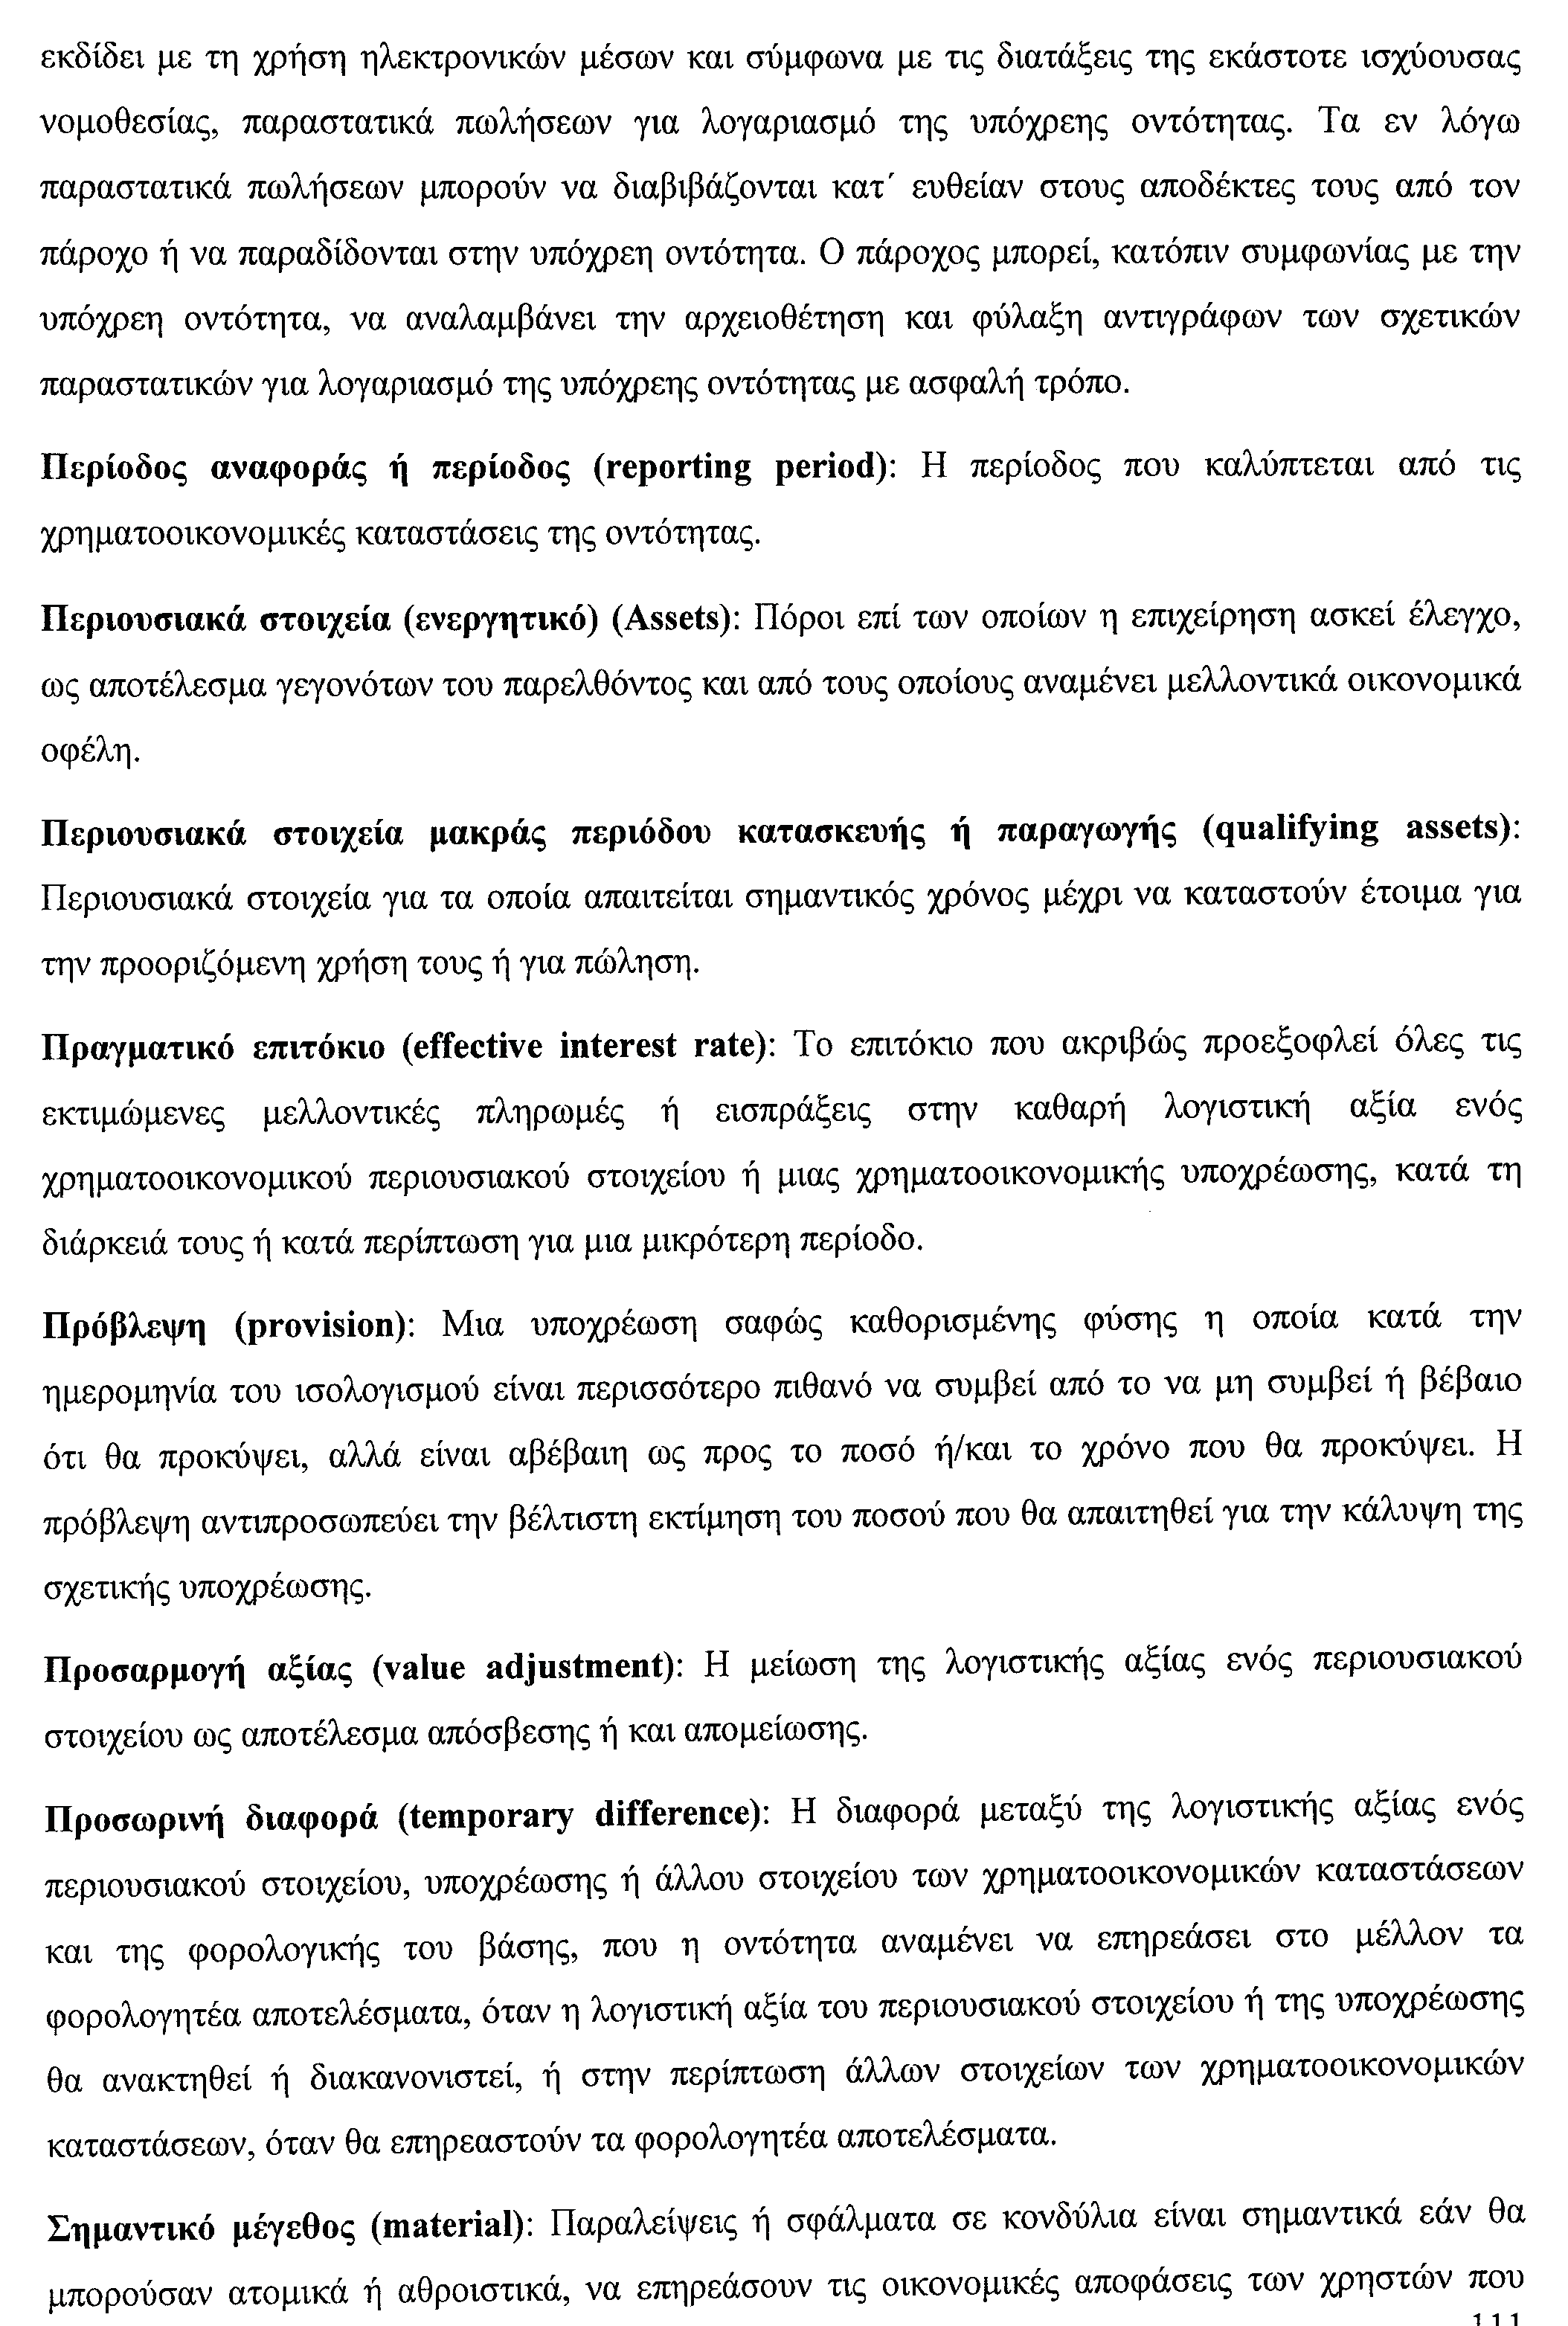 εκδίδει με τη χρήση ηλεκτρονικών μέσων και σύμφωνα με τις διατάξεις της εκάστοτε ισχύουσας
νομοθεσίας, παραστατικά πωλήσεων για λογαριασμό της υπόχρεης οντότητας. Τα εν λόγω
παραστατικά πωλήσεων μπορούν να διαβιβάζονται κατ΄ ευθείαν στους αποδέκτες τους από τον
πάροχο ή να παραδίδονται στην υπόχρεη οντότητα. Ο πάροχος μπορεί, κατόπιν συμφωνίας με την
υπόχρεη οντότητα, να αναλαμβάνει την αρχειοθέτηση και φύλαξη αντιγράφων των σχετικών
παραστατικών για λογαριασμό της υπόχρεης οντότητας με ασφαλή τρόπο.
Περίοδος αναφοράς ή περίοδος (reporting period): Η περίοδος που καλύπτεται από τις
χρηματοοικονομικές καταστάσεις της οντότητας.
Περιουσιακά στοιχεία (ενεργητικό) (Assets): Πόροι επί των οποίων η επιχείρηση ασκεί έλεγχο,
ως αποτέλεσμα γεγονότων του παρελθόντος και από τους οποίους αναμένει μελλοντικά οικονομικά
οφέλη.
Περιουσιακά στοιχεία μακράς περιόδου κατασκευής ή παραγωγής (qualifying assets):
Περιουσιακά στοιχεία για τα οποία απαιτείται σημαντικός χρόνος μέχρι να καταστούν έτοιμα για
την προοριζόμενη χρήση τους ή για πώληση.
Πραγματικό επιτόκιο (effective interest rate): Το επιτόκιο που ακριβώς προεξοφλεί όλες τις
εκτιμώμενες μελλοντικές πληρωμές ή εισπράξεις στην καθαρή λογιστική αξία ενός
χρηματοοικονομικού περιουσιακού στοιχείου ή μιας χρηματοοικονομικής υποχρέωσης, κατά τη
διάρκειά τους ή κατά περίπτωση για μια μικρότερη περίοδο.
Πρόβλεψη (provision): Μια υποχρέωση σαφώς καθορισμένης φύσης η οποία κατά την
ημερομηνία του ισολογισμού είναι περισσότερο πιθανό να συμβεί από το να μη συμβεί ή βέβαιο
ότι θα προκύψει, αλλά είναι αβέβαιη ως προς το ποσό ή/και το χρόνο που θα προκύψει. Η
πρόβλεψη αντιπροσωπεύει την βέλτιστη εκτίμηση του ποσού που θα απαιτηθεί για την κάλυψη της
σχετικής υποχρέωσης.
Προσαρμογή αξίας (value adjustment): Η μείωση της λογιστικής αξίας ενός περιουσιακού
στοιχείου ως αποτέλεσμα απόσβεσης ή και απομείωσης.
Προσωρινή διαφορά (temporary difference): Η διαφορά μεταξύ της λογιστικής αξίας ενός
περιουσιακού στοιχείου, υποχρέωσης ή άλλου στοιχείου των χρηματοοικονομικών καταστάσεων
και της φορολογικής του βάσης, που η οντότητα αναμένει να επηρεάσει στο μέλλον τα
φορολογητέα αποτελέσματα, όταν η λογιστική αξία του περιουσιακού στοιχείου ή της υποχρέωσης
θα ανακτηθεί ή διακανονιστεί, ή στην περίπτωση άλλων στοιχείων των χρηματοοικονομικών
καταστάσεων, όταν θα επηρεαστούν τα φορολογητέα αποτελέσματα.
Σημαντικό μέγεθος (material): Παραλείψεις ή σφάλματα σε κονδύλια είναι σημαντικά εάν θα
μπορούσαν ατομικά ή αθροιστικά, να επηρεάσουν τις οικονομικές αποφάσεις των χρηστών που
111